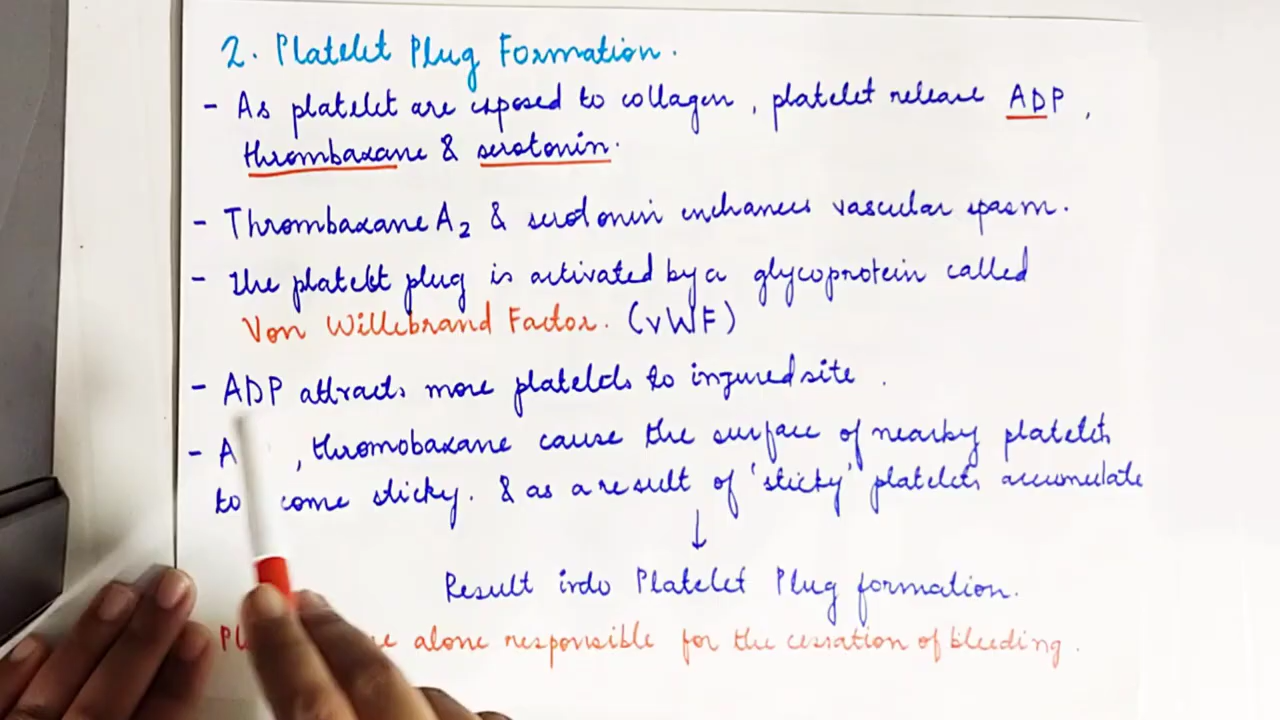 2. Platelet Plug Formation.
- As platelet are exposed to collagen, platelet release ADP,
thrombaxane & serotonin.
- Thrombaxane A2 & serotonin enchances vascular spasm.
- The platelet plug is activated by a glycoprotein called
Von Willebrand Factor. (vWF)
- ADP attracts more platelets to injured site.
- , thromobaxane cause the surface of nearby platelets
to come sticky. & as a result of 'sticky' platelets accumulate
↓
Result into Platelet Plug formation.
alone responsible for the cessation of bleeding.